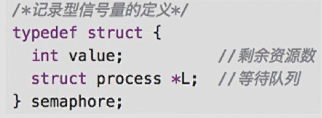 /*记录型信号量的定义*/
typedef struct {
  int value;            //剩余资源数
  struct process *L;  //等待队列
} semaphore;